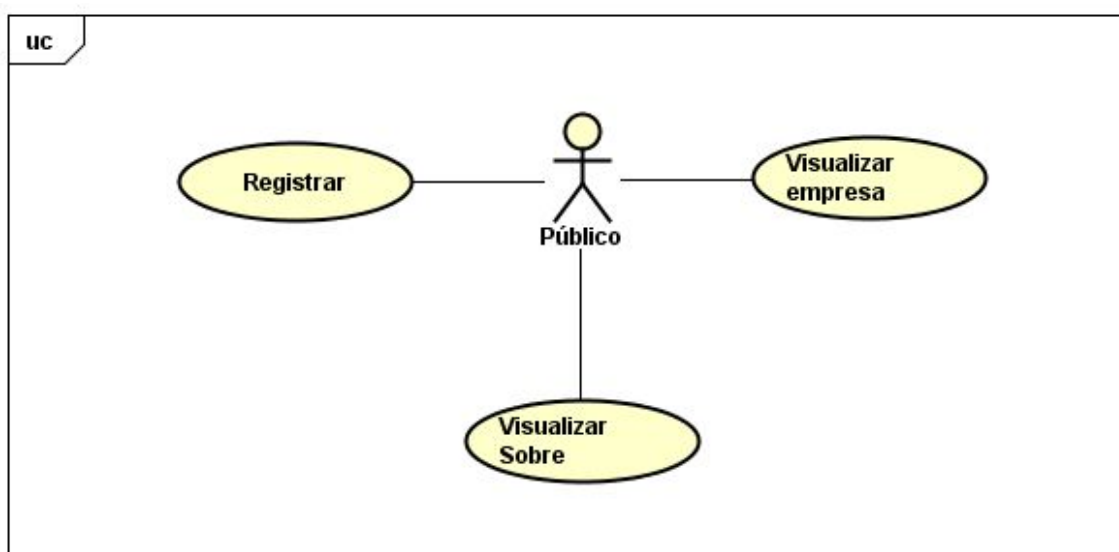 uc
Registrar
Visualizar
empresa
Público
Visualizar
Sobre